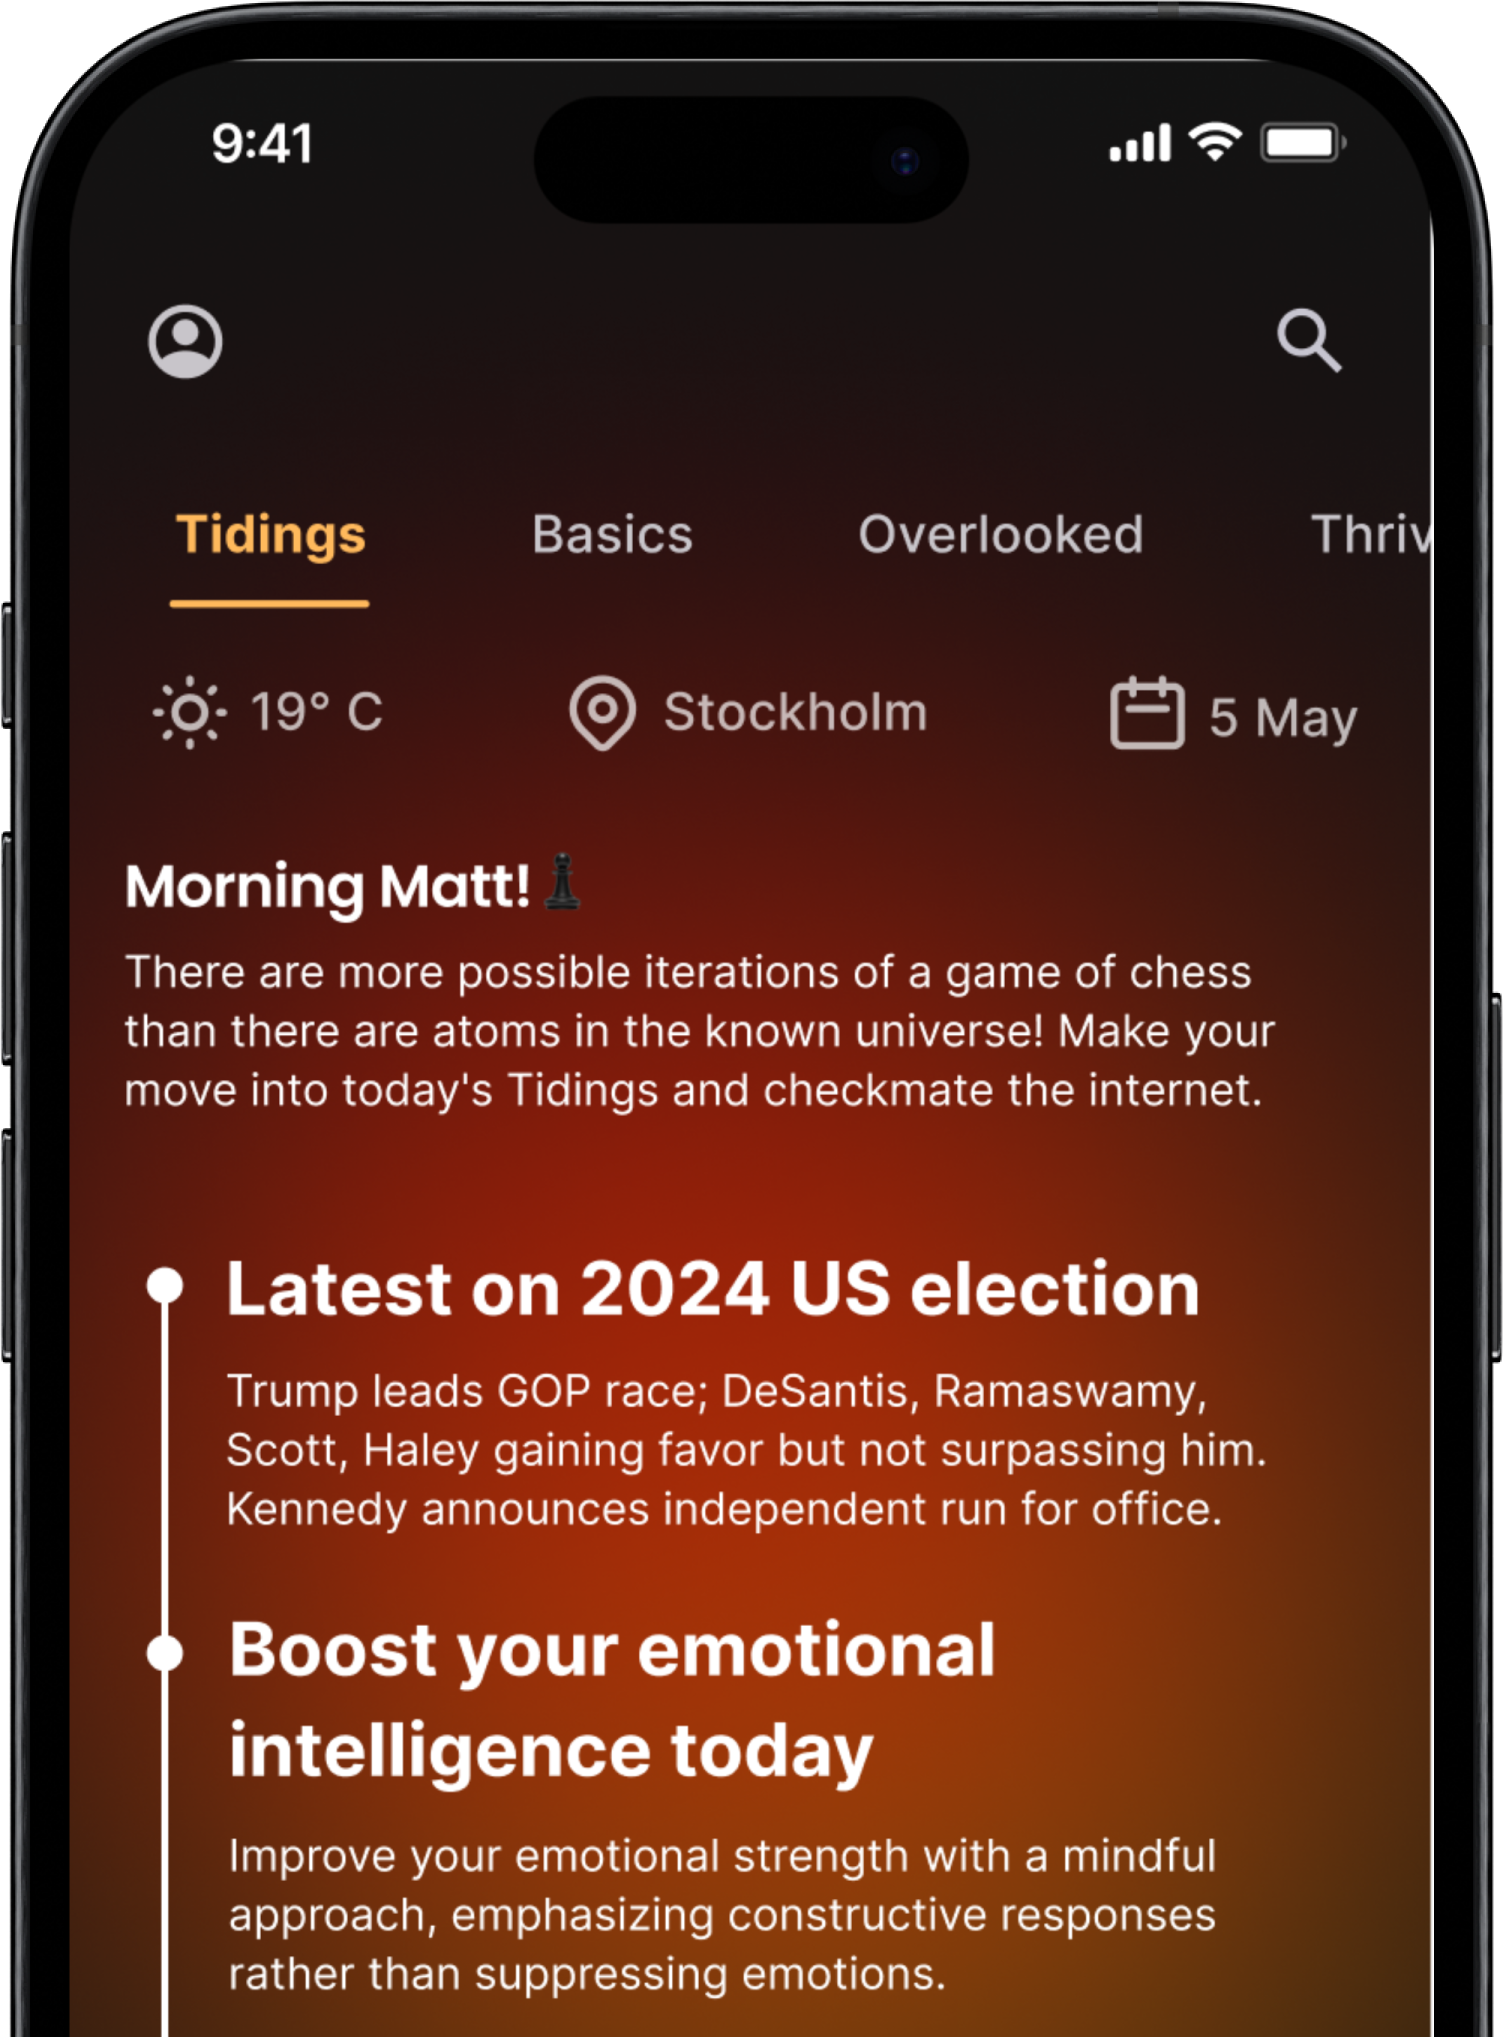 9:41
Tidings Basics Overlooked Thriv
19° C Stockholm 5 May
Morning Matt!
There are more possible iterations of a game of chess
than there are atoms in the known universe! Make your
move into today's Tidings and checkmate the internet.
Latest on 2024 US election
Trump leads GOP race; DeSantis, Ramaswamy,
Scott, Haley gaining favor but not surpassing him.
Kennedy announces independent run for office.
Boost your emotional
intelligence today
Improve your emotional strength with a mindful
approach, emphasizing constructive responses
rather than suppressing emotions.